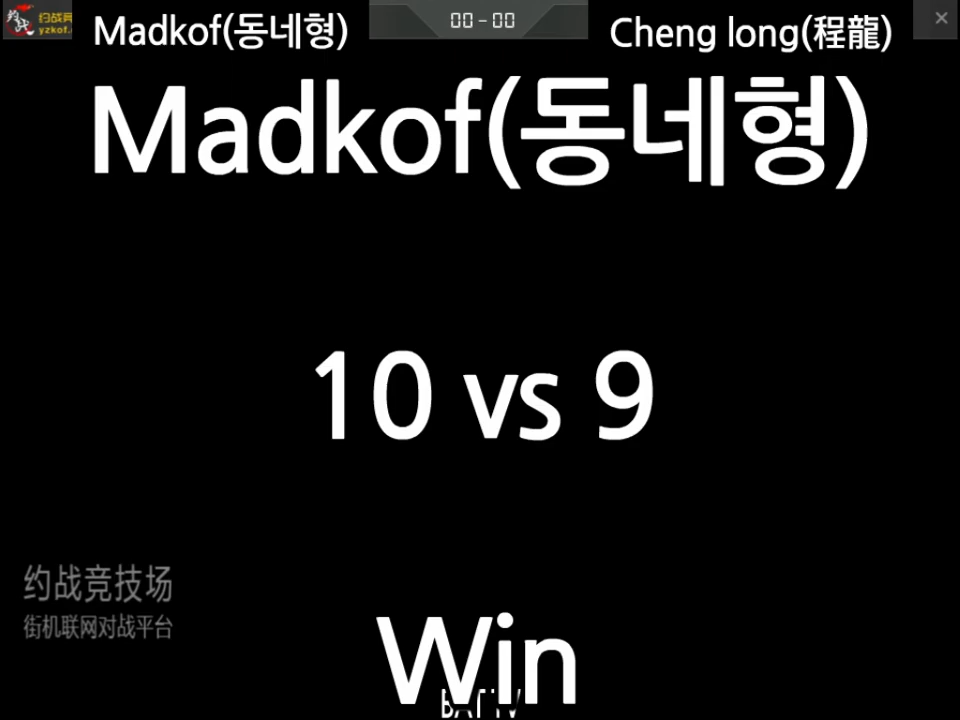 约战竞
yzkof.
Madkof(동네형)
00-00
Cheng long(程龍)
Madkof(동네형)
10 vs 9
约战竞技场
街机联网对战平台
Win